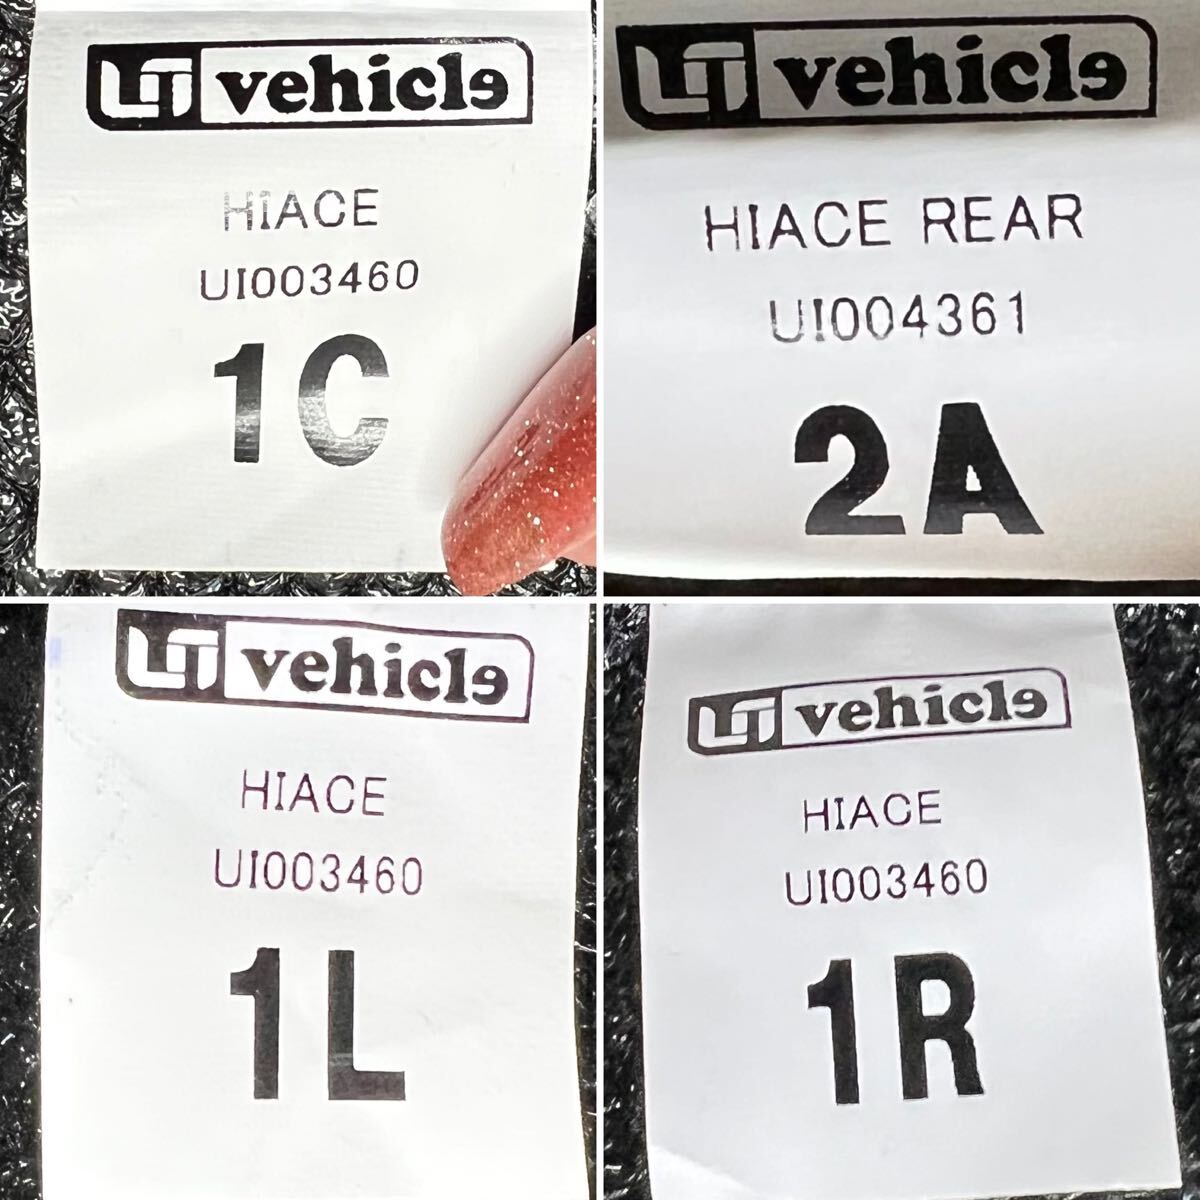 UI vehicle
HIACE
UI003460
1C
UI vehicle
HIACE REAR
UI004361
2A
UI vehicle
HIACE
UI003460
1L
UI vehicle
HIACE
UI003460
1R